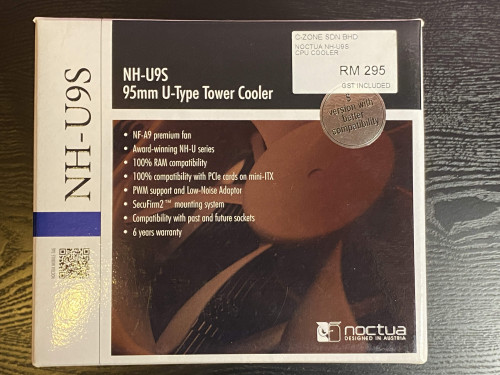 NH-U9S
C-ZONE SDN BHD
NOCTUA NH-U9S
CPU COOLER
RM 295
GST INCLUDED
S
version with
better
compatibility
NH-U9S
95mm U-Type Tower Cooler
• NF-A9 premium fan
• Award-winning NH-U series
• 100% RAM compatibility
• 100% compatibility with PCIe cards on mini-ITX
• PWM support and Low-Noise Adaptor
• SecuFirm2™ mounting system
• Compatibility with past and future sockets
• 6 years warranty
noctua
DESIGNED IN AUSTRIA